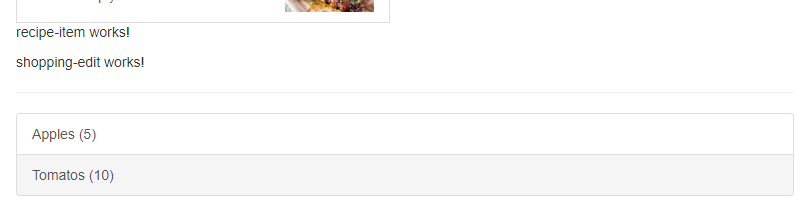 recipe-item works!
shopping-edit works!
Apples (5)
Tomatos (10)